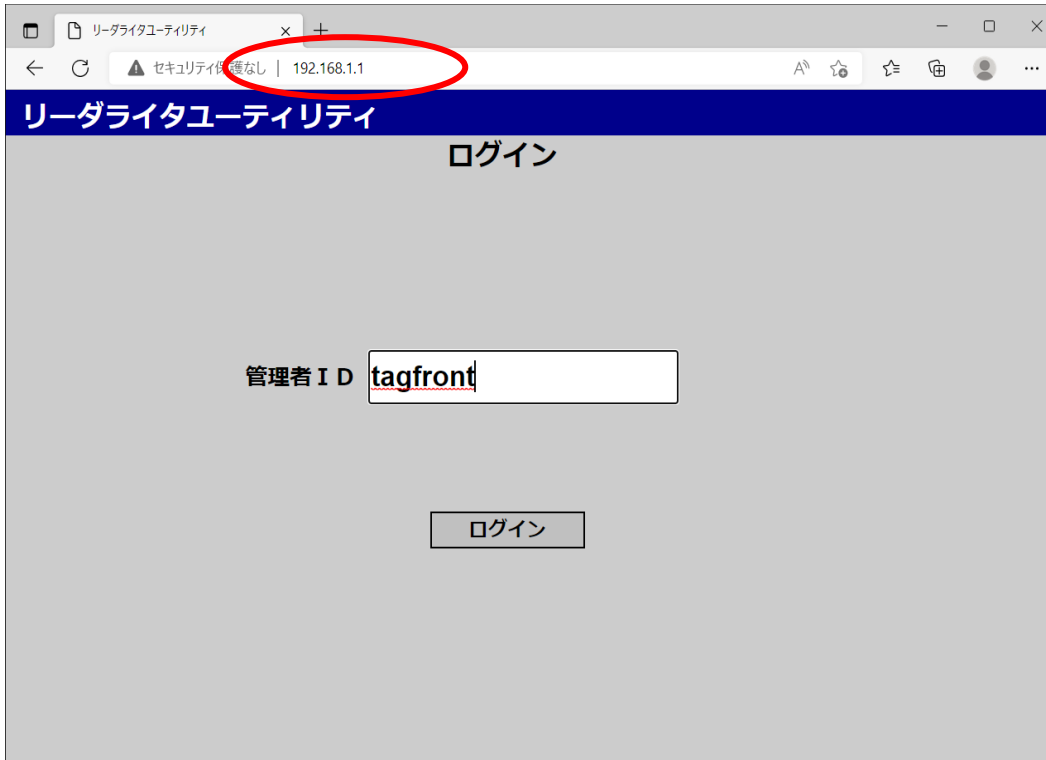 リーダライタユーティリティ
セキュリティ保護なし | 192.168.1.1
リーダライタユーティリティ
ログイン
管理者ＩＤ tagfront
ログイン